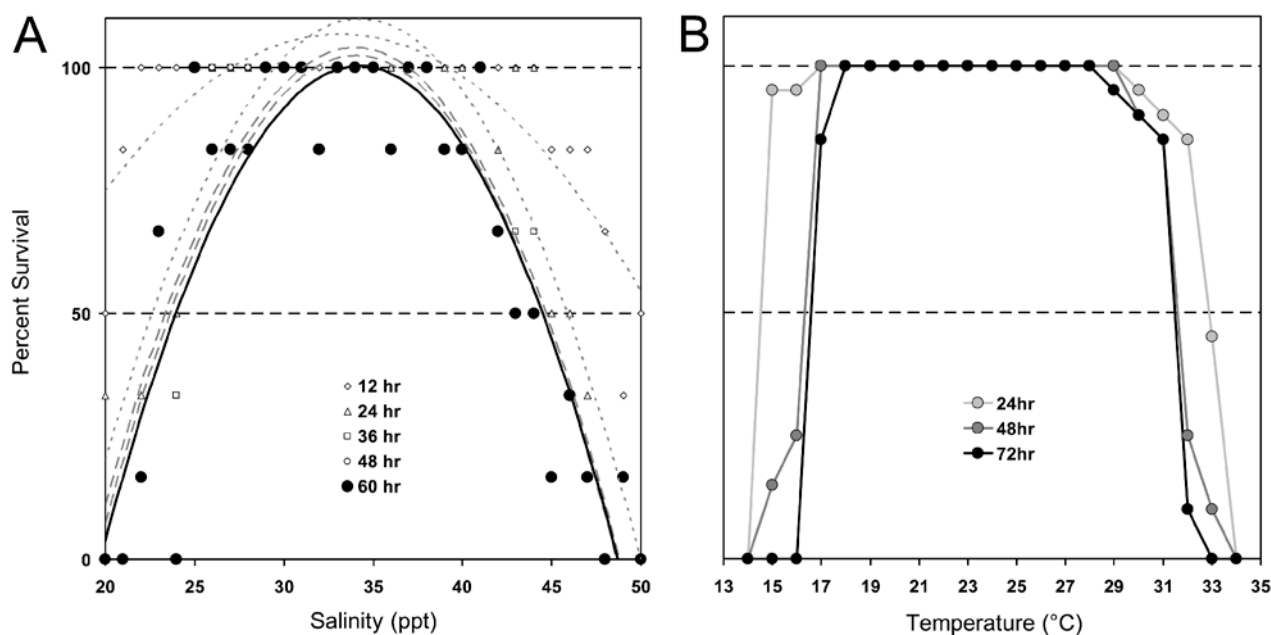 A
B
Percent Survival
100
50
0
12 hr
24 hr
36 hr
48 hr
60 hr
24hr
48hr
72hr
20 25 30 35 40 45 50
13 15 17 19 21 23 25 27 29 31 33 35
Salinity (ppt)
Temperature (°C)